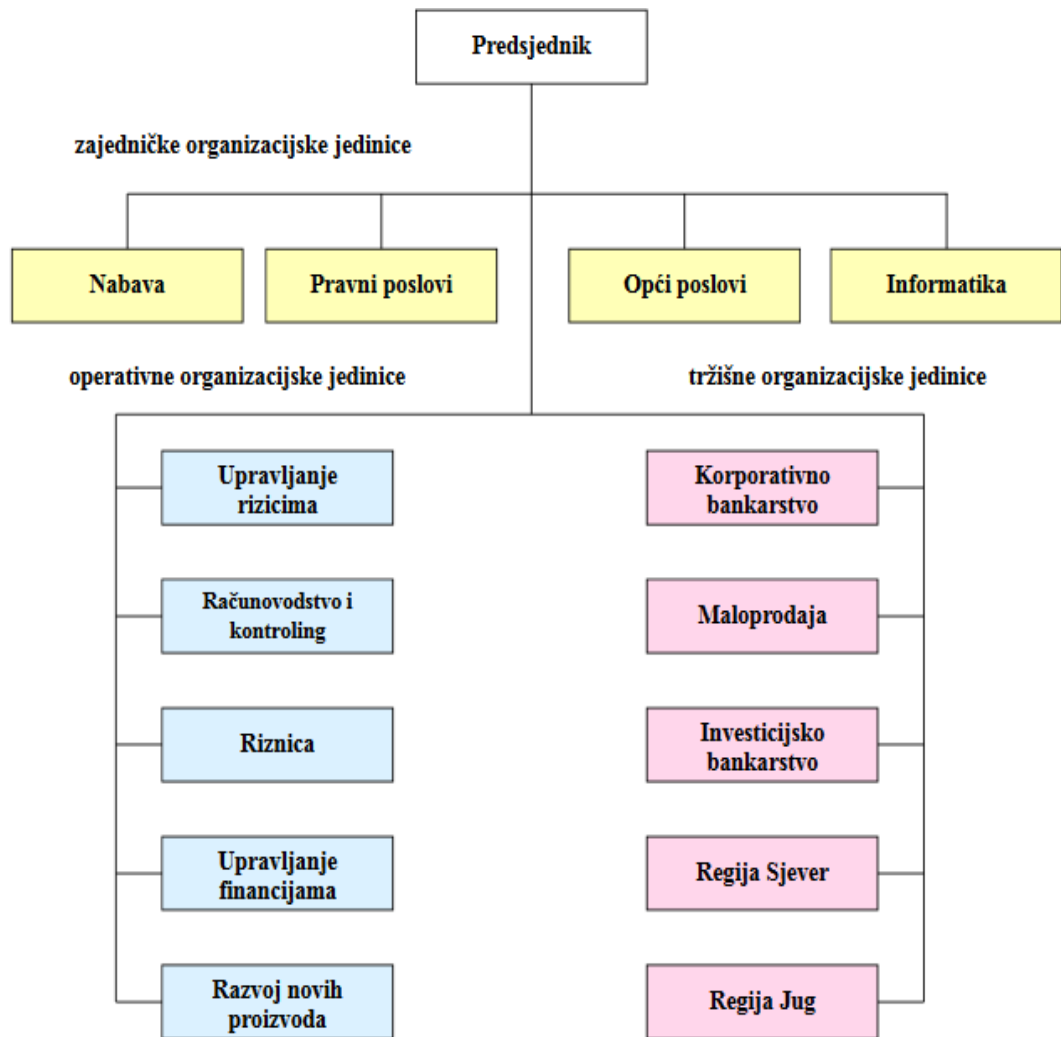 Predsjednik
zajedničke organizacijske jedinice
Nabava
Pravni poslovi
Opći poslovi
Informatika
operativne organizacijske jedinice
tržišne organizacijske jedinice
Upravljanje
rizicima
Korporativno
bankarstvo
Računovodstvo i
kontroling
Maloprodaja
Riznica
Investicijsko
bankarstvo
Upravljanje
financijama
Regija Sjever
Razvoj novih
proizvoda
Regija Jug